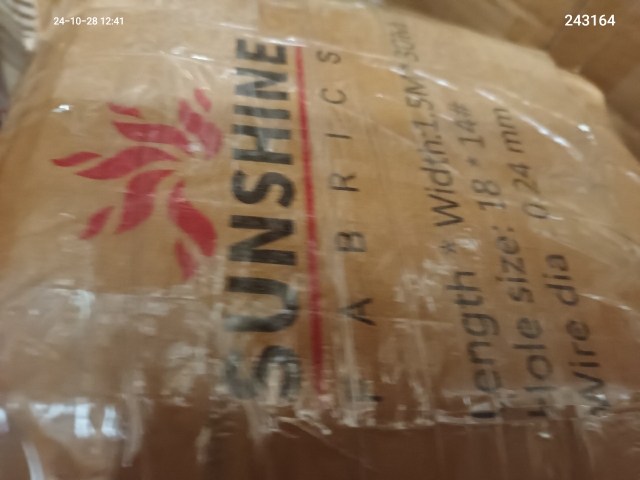 24-10-28 12:41
243164
SUNSHINE
FABRICS
Length * Width:1.5M*30M
Hole size: 18 * 14#
Wire dia 0.24 mm